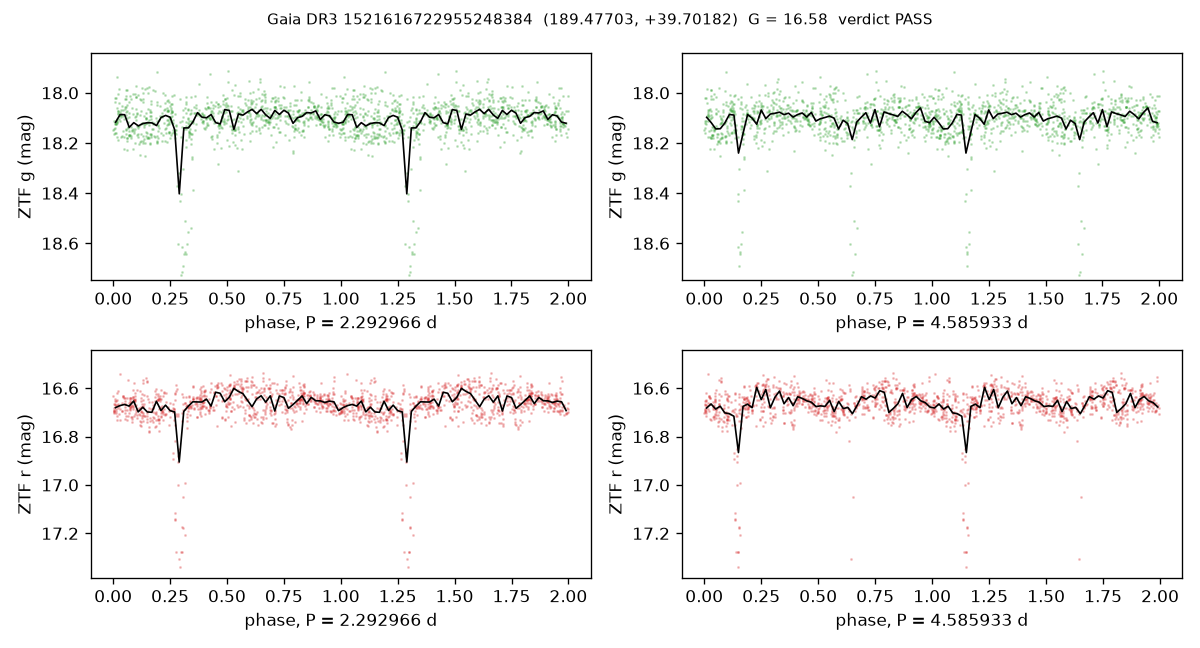 Gaia DR3 1521616722955248384 (189.47703, +39.70182) G = 16.58 verdict PASS
ZTF g (mag)
18.0
18.2
18.4
18.6
0.00 0.25 0.50 0.75 1.00 1.25 1.50 1.75 2.00
phase, P = 2.292966 d
ZTF g (mag)
18.0
18.2
18.4
18.6
0.00 0.25 0.50 0.75 1.00 1.25 1.50 1.75 2.00
phase, P = 4.585933 d
ZTF r (mag)
16.6
16.8
17.0
17.2
0.00 0.25 0.50 0.75 1.00 1.25 1.50 1.75 2.00
phase, P = 2.292966 d
ZTF r (mag)
16.6
16.8
17.0
17.2
0.00 0.25 0.50 0.75 1.00 1.25 1.50 1.75 2.00
phase, P = 4.585933 d